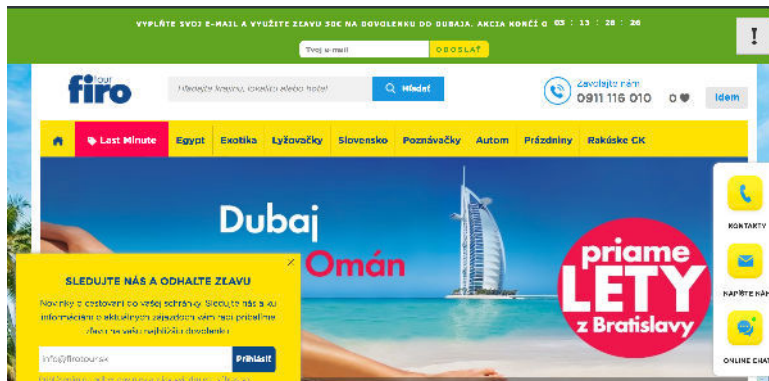 VYPLŇTE SVOJ E-MAIL A VYUŽITE ZĽAVU 50€ NA DOVOLENKU DO DUBAJA. AKCIA KONČÍ O 03 : 13 : 28 : 26
Tvoj e-mail ODOSLAŤ
!
firo tour
Hľadajte krajinu, lokalitu alebo hotel
Hľadať
Zavolajte nám
0911 116 010
0
Idem
Last Minute Egypt Exotika Lyžovačky Slovensko Poznávačky Autom Prázdniny Rakúske CK
Dubaj
Omán
priame
LETY
z Bratislavy
KONTAKTY
NAPÍŠTE NÁM
ONLINE CHAT
SLEDUJTE NÁS A ODHAĽTE ZĽAVU
Novinky o cestovaní do vašej schránky. Sledujte nás a ku
informáciám o aktuálnych zájazdoch vám radi pribalíme
zľavu na vašu najbližšiu dovolenku.
info@firotour.sk
Prihlásiť